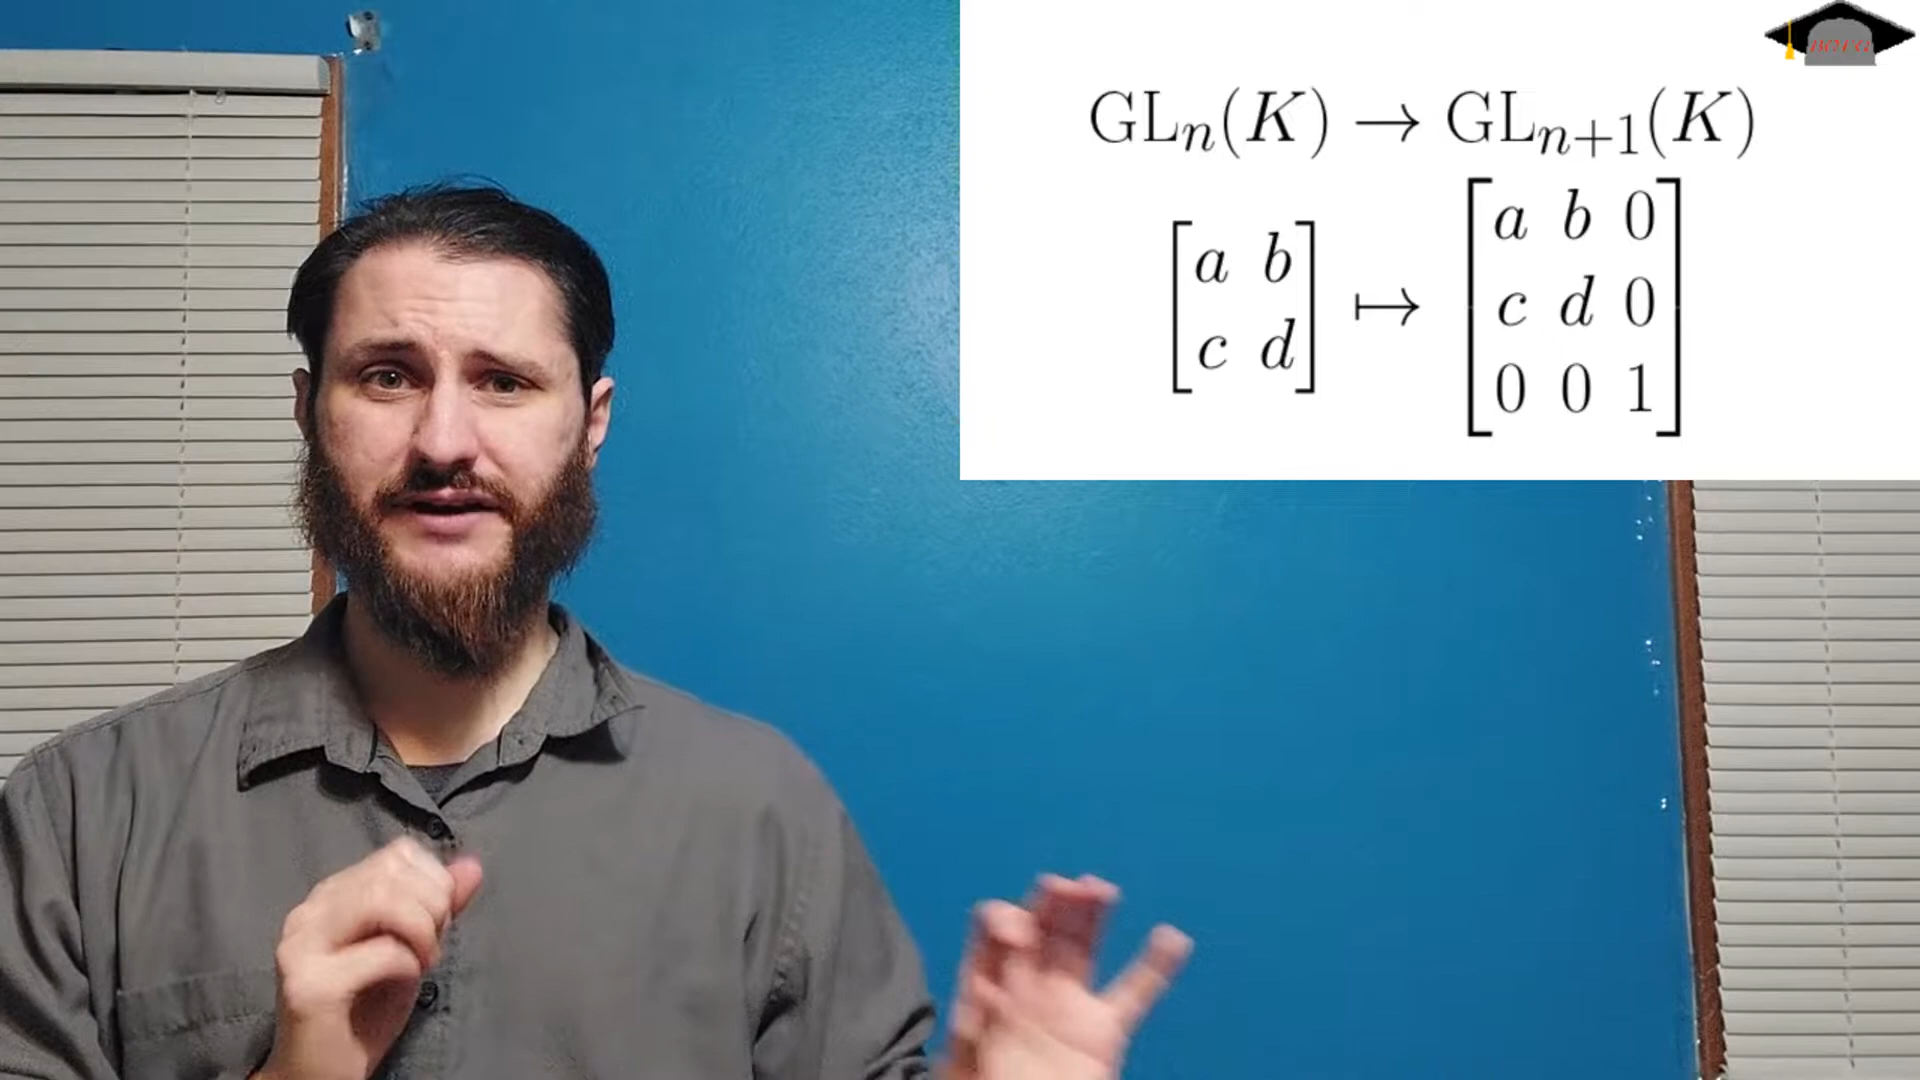 GLₙ(K) → GLₙ₊₁(K)
[a b; c d] ↦ [a b 0; c d 0; 0 0 1]